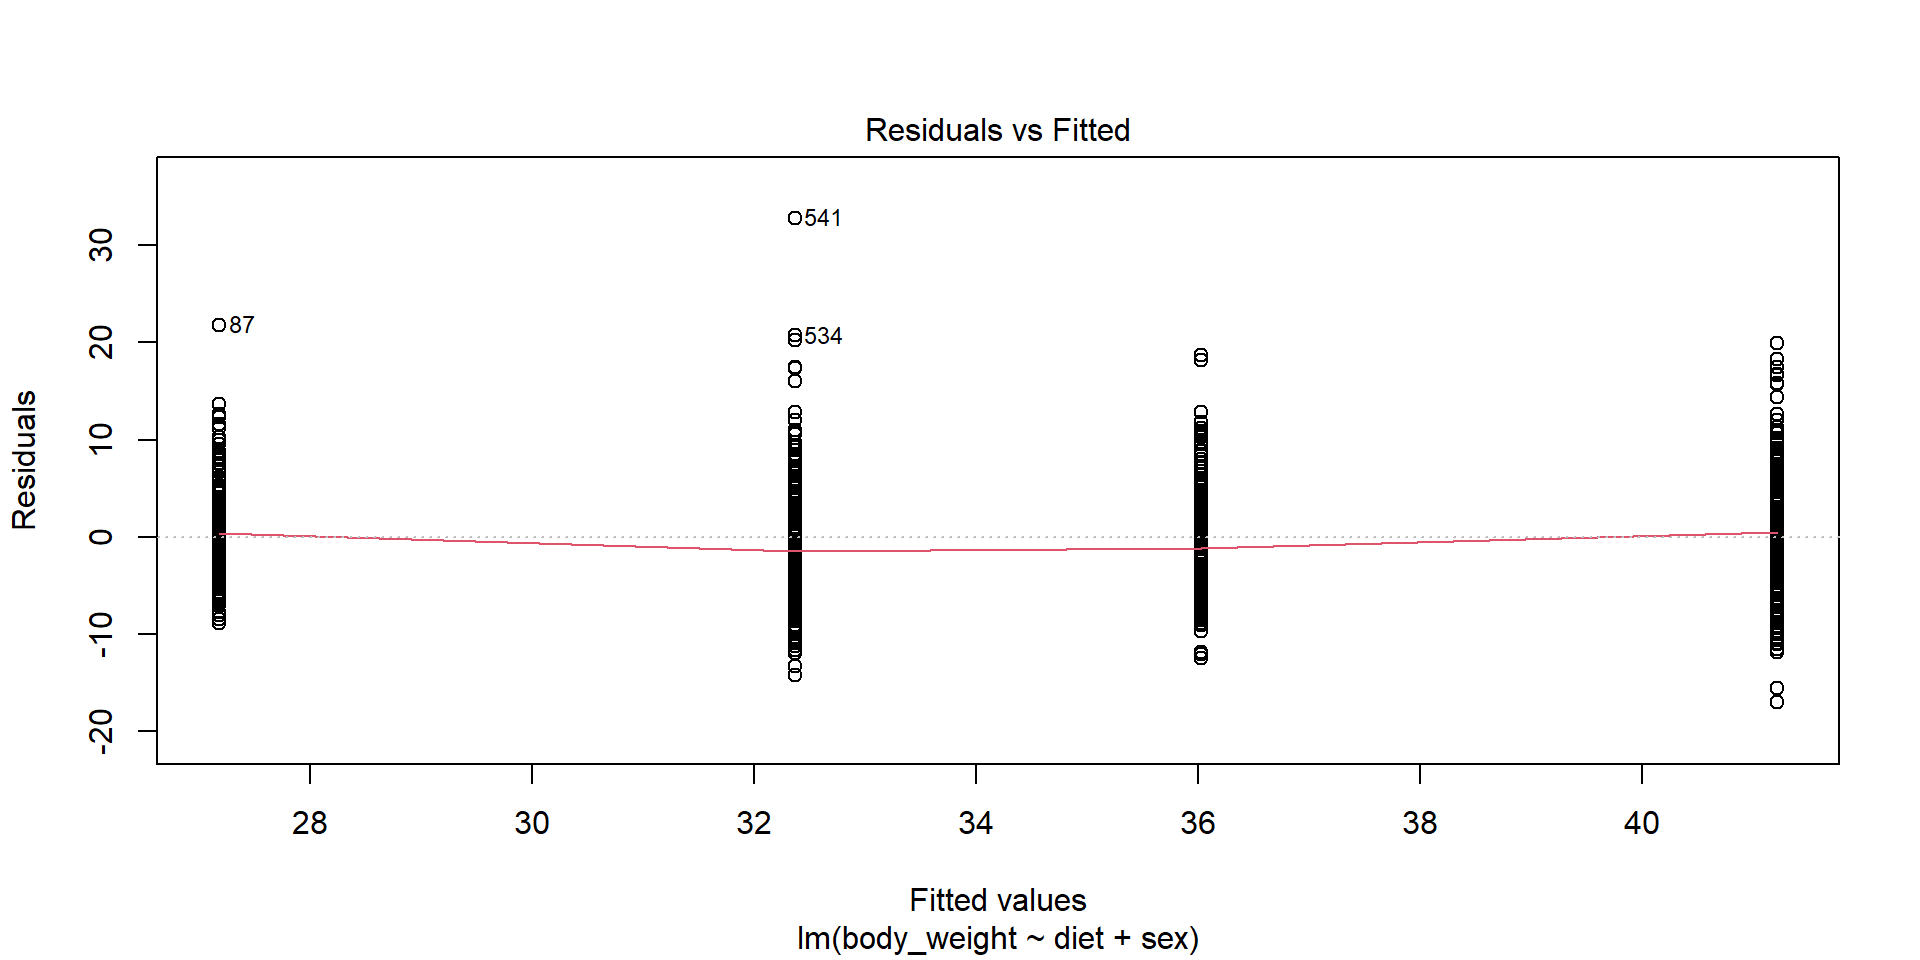 Residuals vs Fitted
Residuals
30
20
10
0
-10
-20
541
87
534
28 30 32 34 36 38 40
Fitted values
lm(body_weight ~ diet + sex)